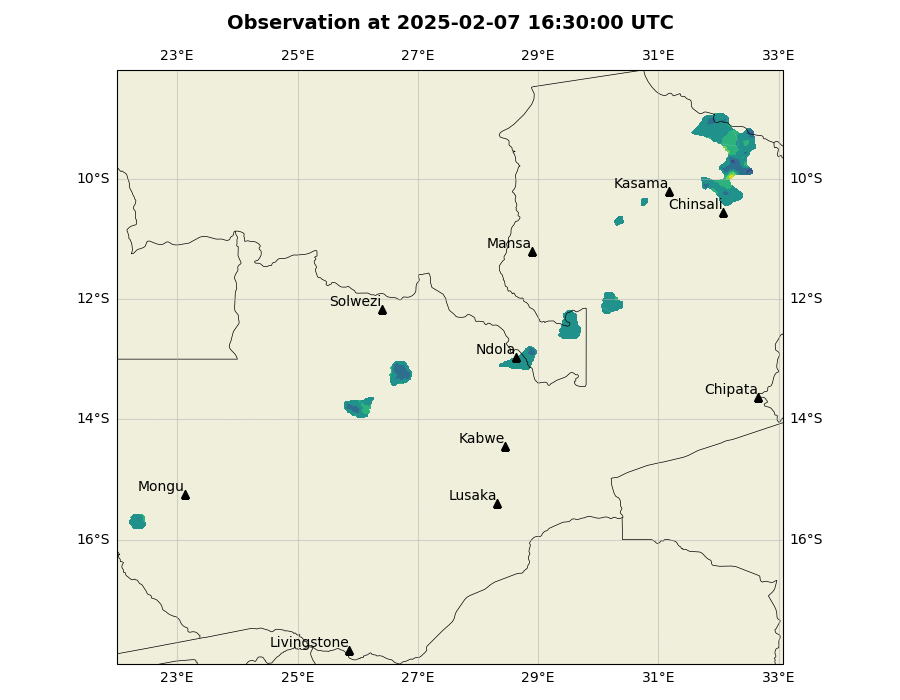 Observation at 2025-02-07 16:30:00 UTC
23°E 25°E 27°E 29°E 31°E 33°E
10°S 10°S
Kasama
Chinsali
Mansa
12°S 12°S
Solwezi
Ndola
Chipata
14°S 14°S
Kabwe
Mongu
Lusaka
16°S 16°S
Livingstone
23°E 25°E 27°E 29°E 31°E 33°E